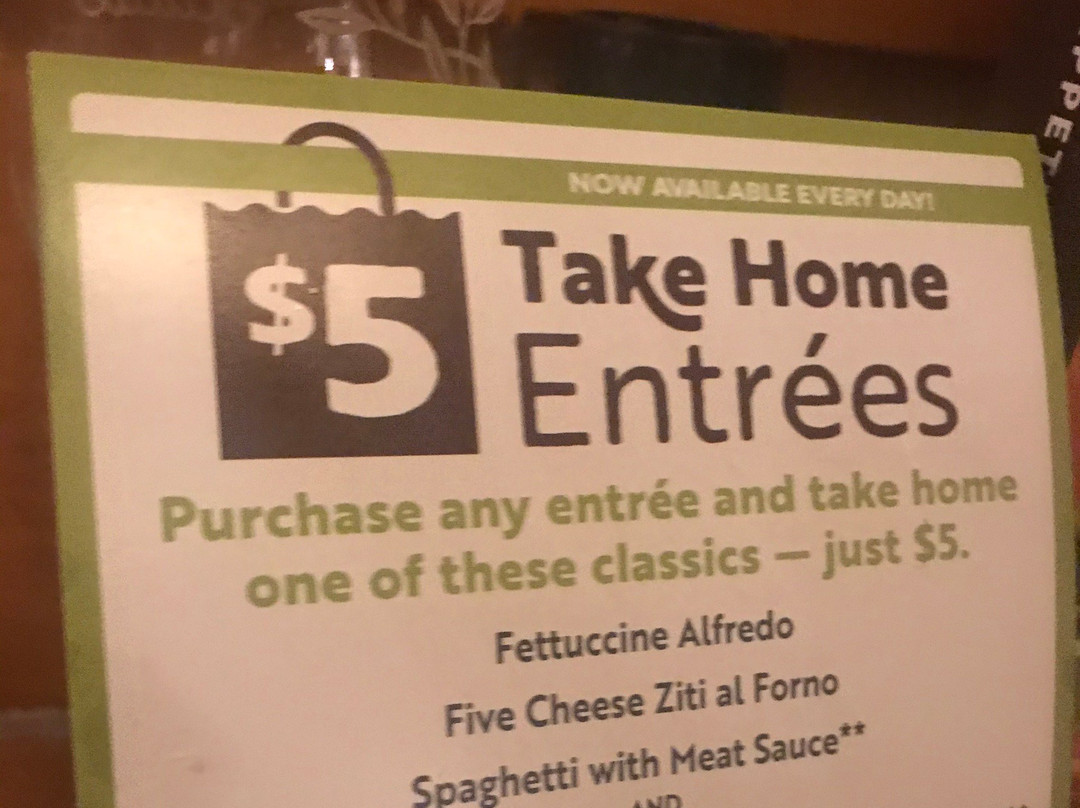 NOW AVAILABLE EVERY DAY!
$5
Take Home
Entrées
Purchase any entrée and take home
one of these classics — just $5.
Fettuccine Alfredo
Five Cheese Ziti al Forno
Spaghetti with Meat Sauce**
AND